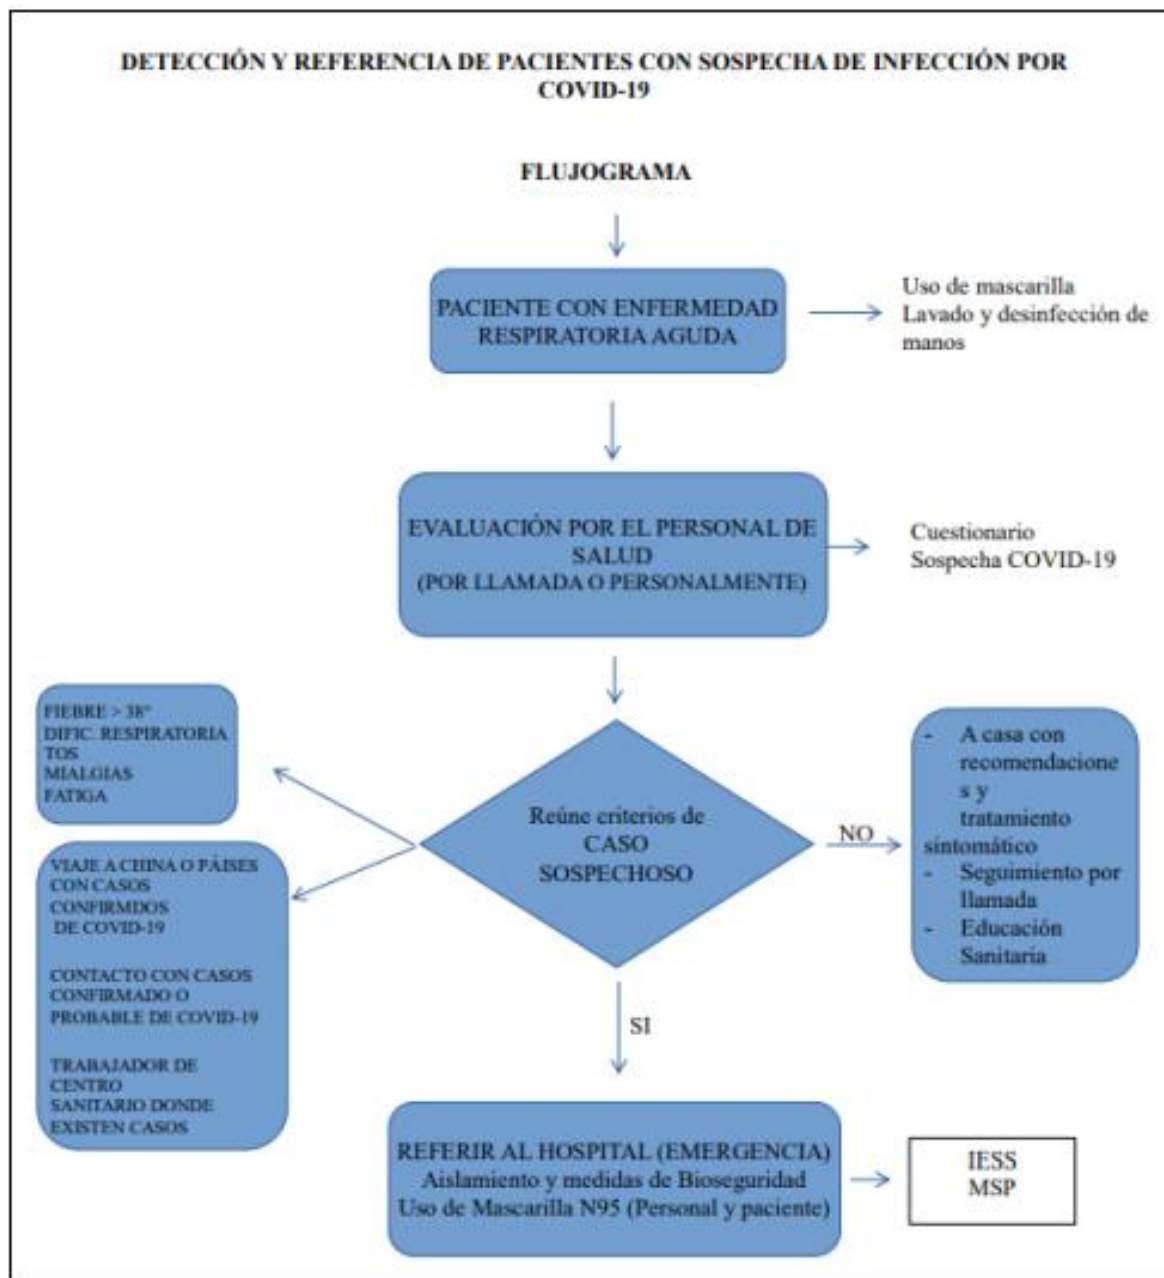 DETECCIÓN Y REFERENCIA DE PACIENTES CON SOSPECHA DE INFECCIÓN POR
COVID-19
FLUJOGRAMA
PACIENTE CON ENFERMEDAD
RESPIRATORIA AGUDA
Uso de mascarilla
Lavado y desinfección de
manos
EVALUACIÓN POR EL PERSONAL DE
SALUD
(POR LLAMADA O PERSONALMENTE)
Cuestionario
Sospecha COVID-19
FIEBRE > 38°
DIFIC. RESPIRATORIA
TOS
MIALGIAS
FATIGA
VIAJE A CHINA O PÁISES
CON CASOS
CONFIRMDOS
DE COVID-19
CONTACTO CON CASOS
CONFIRMADO O
PROBABLE DE COVID-19
TRABAJADOR DE
CENTRO
SANITARIO DONDE
EXISTEN CASOS
Reúne criterios de
CASO
SOSPECHOSO
NO
- A casa con
recomendacione
s y
tratamiento
síntomático
- Seguimiento por
llamada
- Educación
Sanitaria
SI
REFERIR AL HOSPITAL (EMERGENCIA)
Aislamiento y medidas de Bioseguridad
Uso de Mascarilla N95 (Personal y paciente)
IESS
MSP